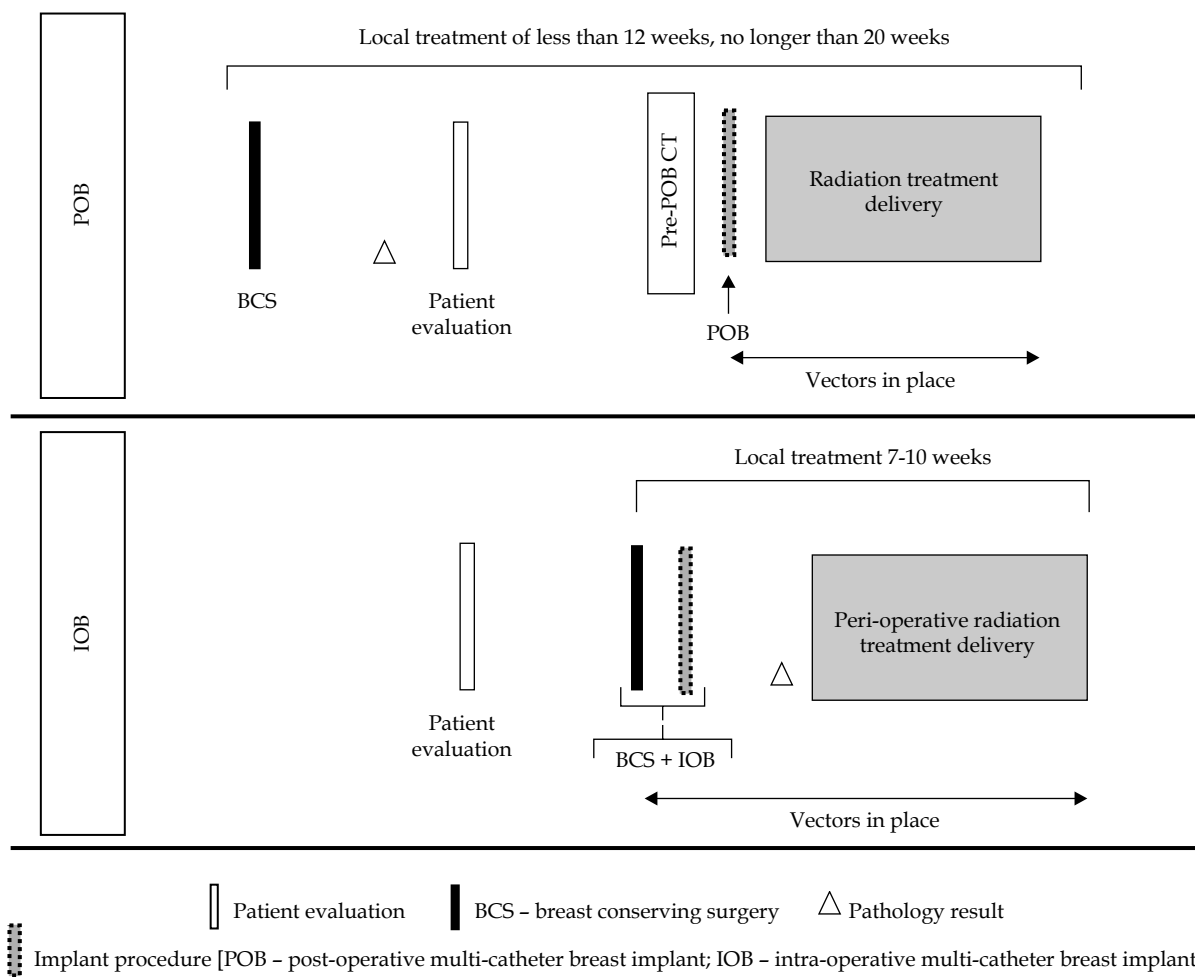 Local treatment of less than 12 weeks, no longer than 20 weeks
POB
Pre-POB CT
Radiation treatment
delivery
BCS
Patient
evaluation
POB
Vectors in place
Local treatment 7-10 weeks
IOB
Peri-operative radiation
treatment delivery
Patient
evaluation
BCS + IOB
Vectors in place
Patient evaluation
BCS – breast conserving surgery
Pathology result
Implant procedure [POB – post-operative multi-catheter breast implant; IOB – intra-operative multi-catheter breast implant